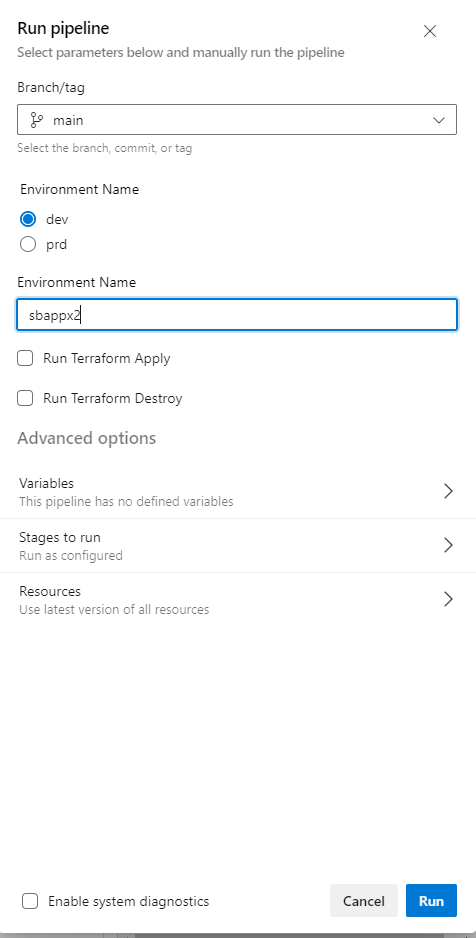 Run pipeline
Select parameters below and manually run the pipeline
Branch/tag
main
Select the branch, commit, or tag
Environment Name
dev
prd
Environment Name
sbappx2
Run Terraform Apply
Run Terraform Destroy
Advanced options
Variables
This pipeline has no defined variables
Stages to run
Run as configured
Resources
Use latest version of all resources
Enable system diagnostics
Cancel
Run